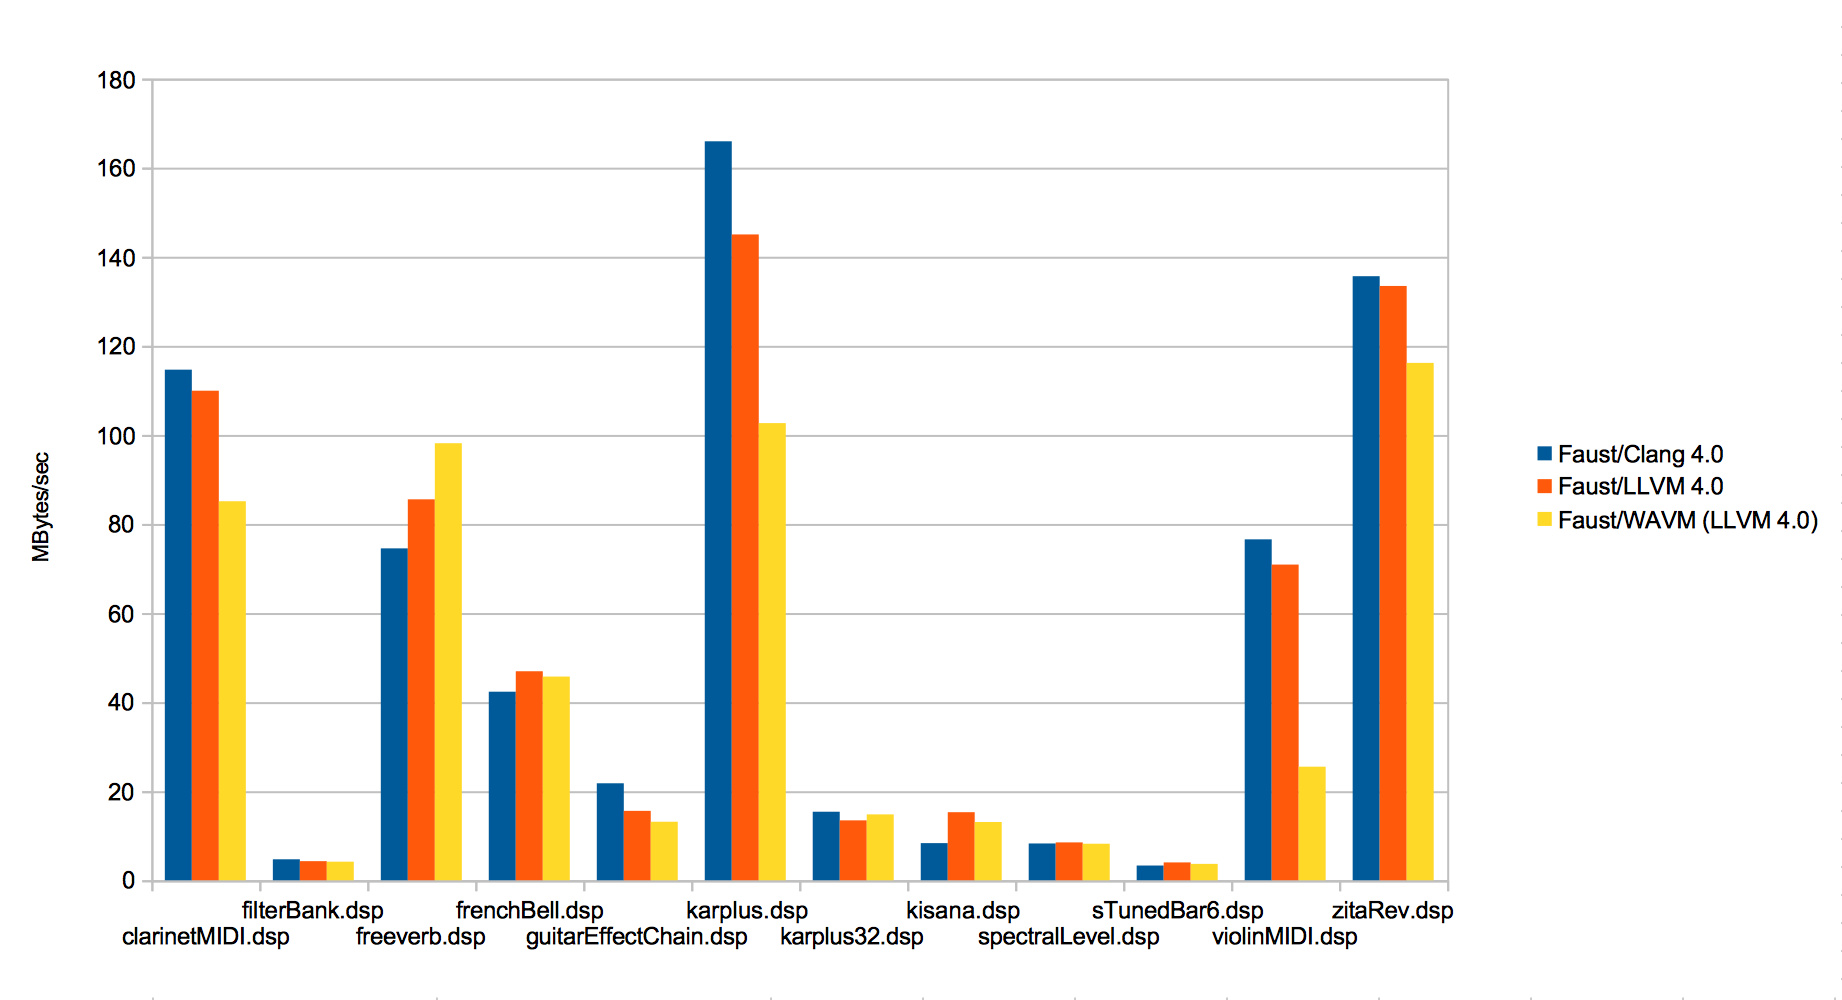 180
160
140
120
100
80
60
40
20
0
MBytes/sec
filterBank.dsp frenchBell.dsp karplus.dsp kisana.dsp sTunedBar6.dsp zitaRev.dsp
clarinetMIDI.dsp freeverb.dsp guitarEffectChain.dsp karplus32.dsp spectralLevel.dsp violinMIDI.dsp
Faust/Clang 4.0
Faust/LLVM 4.0
Faust/WAVM (LLVM 4.0)